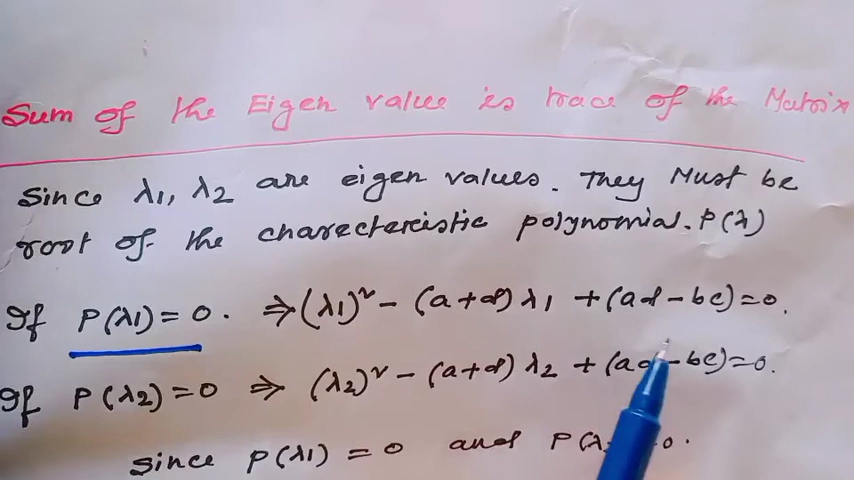 Sum of the Eigen value is trace of the Matrix
Since λ1, λ2 are eigen values. They Must be
root of the charecteristic polynomial. P(λ)
If P(λ1) = 0. ⇒ (λ1)² - (a+d) λ1 + (ad - bc) = 0.
If P(λ2) = 0 ⇒ (λ2)² - (a+d) λ2 + (ad - bc) = 0.
Since P(λ1) = 0 and P(λ 0.